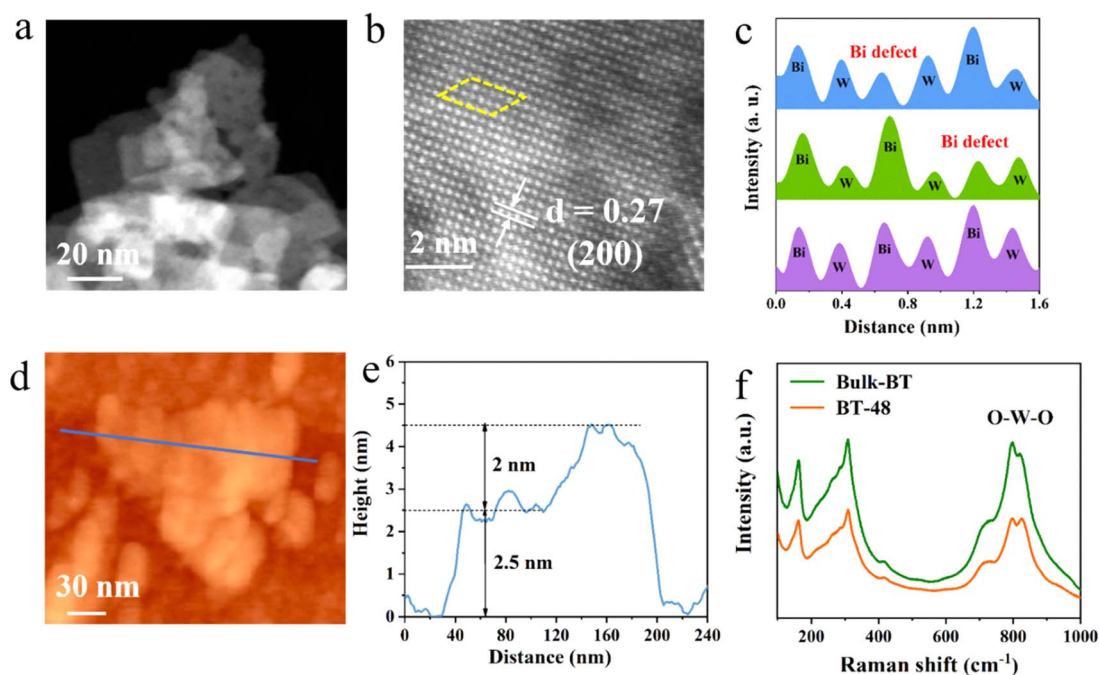 a
20 nm
b
2 nm
d = 0.27
(200)
c
Intensity (a. u.)
Bi W Bi defect W Bi W
Bi W Bi W Bi defect W
Bi W Bi W Bi W
0.0 0.4 0.8 1.2 1.6
Distance (nm)
d
30 nm
e
Height (nm)
6
5
4
3
2
1
0
2 nm
2.5 nm
0 40 80 120 160 200 240
Distance (nm)
f
Intensity (a.u.)
Bulk-BT
BT-48
O-W-O
200 400 600 800 1000
Raman shift (cm⁻¹)